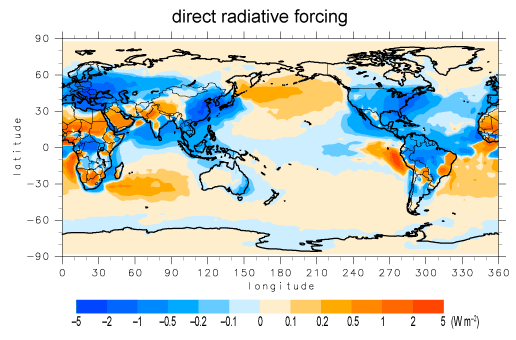 direct radiative forcing
90
60
30
0
−30
−60
−90
latitude
0 30 60 90 120 150 180 210 240 270 300 330 360
longitude
−5 −2 −1 −0.5 −0.2 −0.1 0 0.1 0.2 0.5 1 2 5 (W m⁻²)